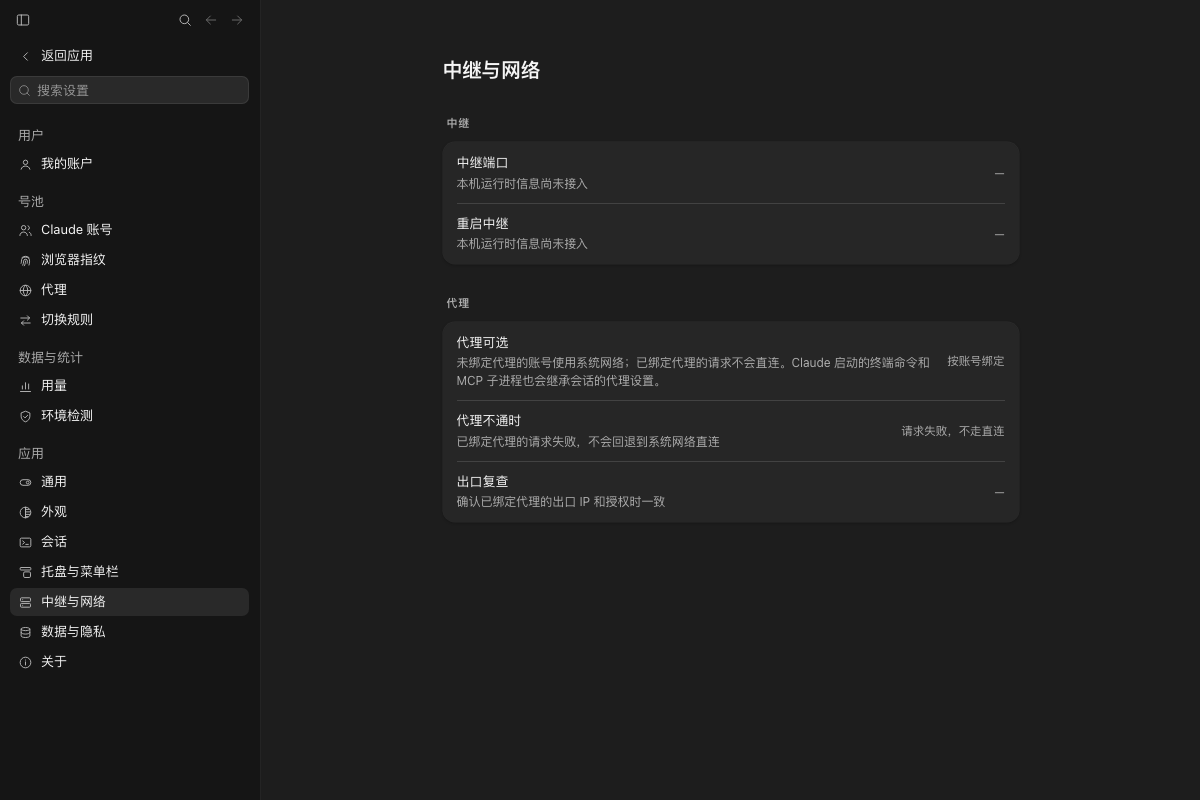 返回应用
搜索设置
用户
我的账户
号池
Claude 账号
浏览器指纹
代理
切换规则
数据与统计
用量
环境检测
应用
通用
外观
会话
托盘与菜单栏
中继与网络
数据与隐私
关于
中继与网络
中继
中继端口
本机运行时信息尚未接入
—
重启中继
本机运行时信息尚未接入
—
代理
代理可选
未绑定代理的账号使用系统网络；已绑定代理的请求不会直连。Claude 启动的终端命令和
MCP 子进程也会继承会话的代理设置。
按账号绑定
代理不通时
已绑定代理的请求失败，不会回退到系统网络直连
请求失败，不走直连
出口复查
确认已绑定代理的出口 IP 和授权时一致
—